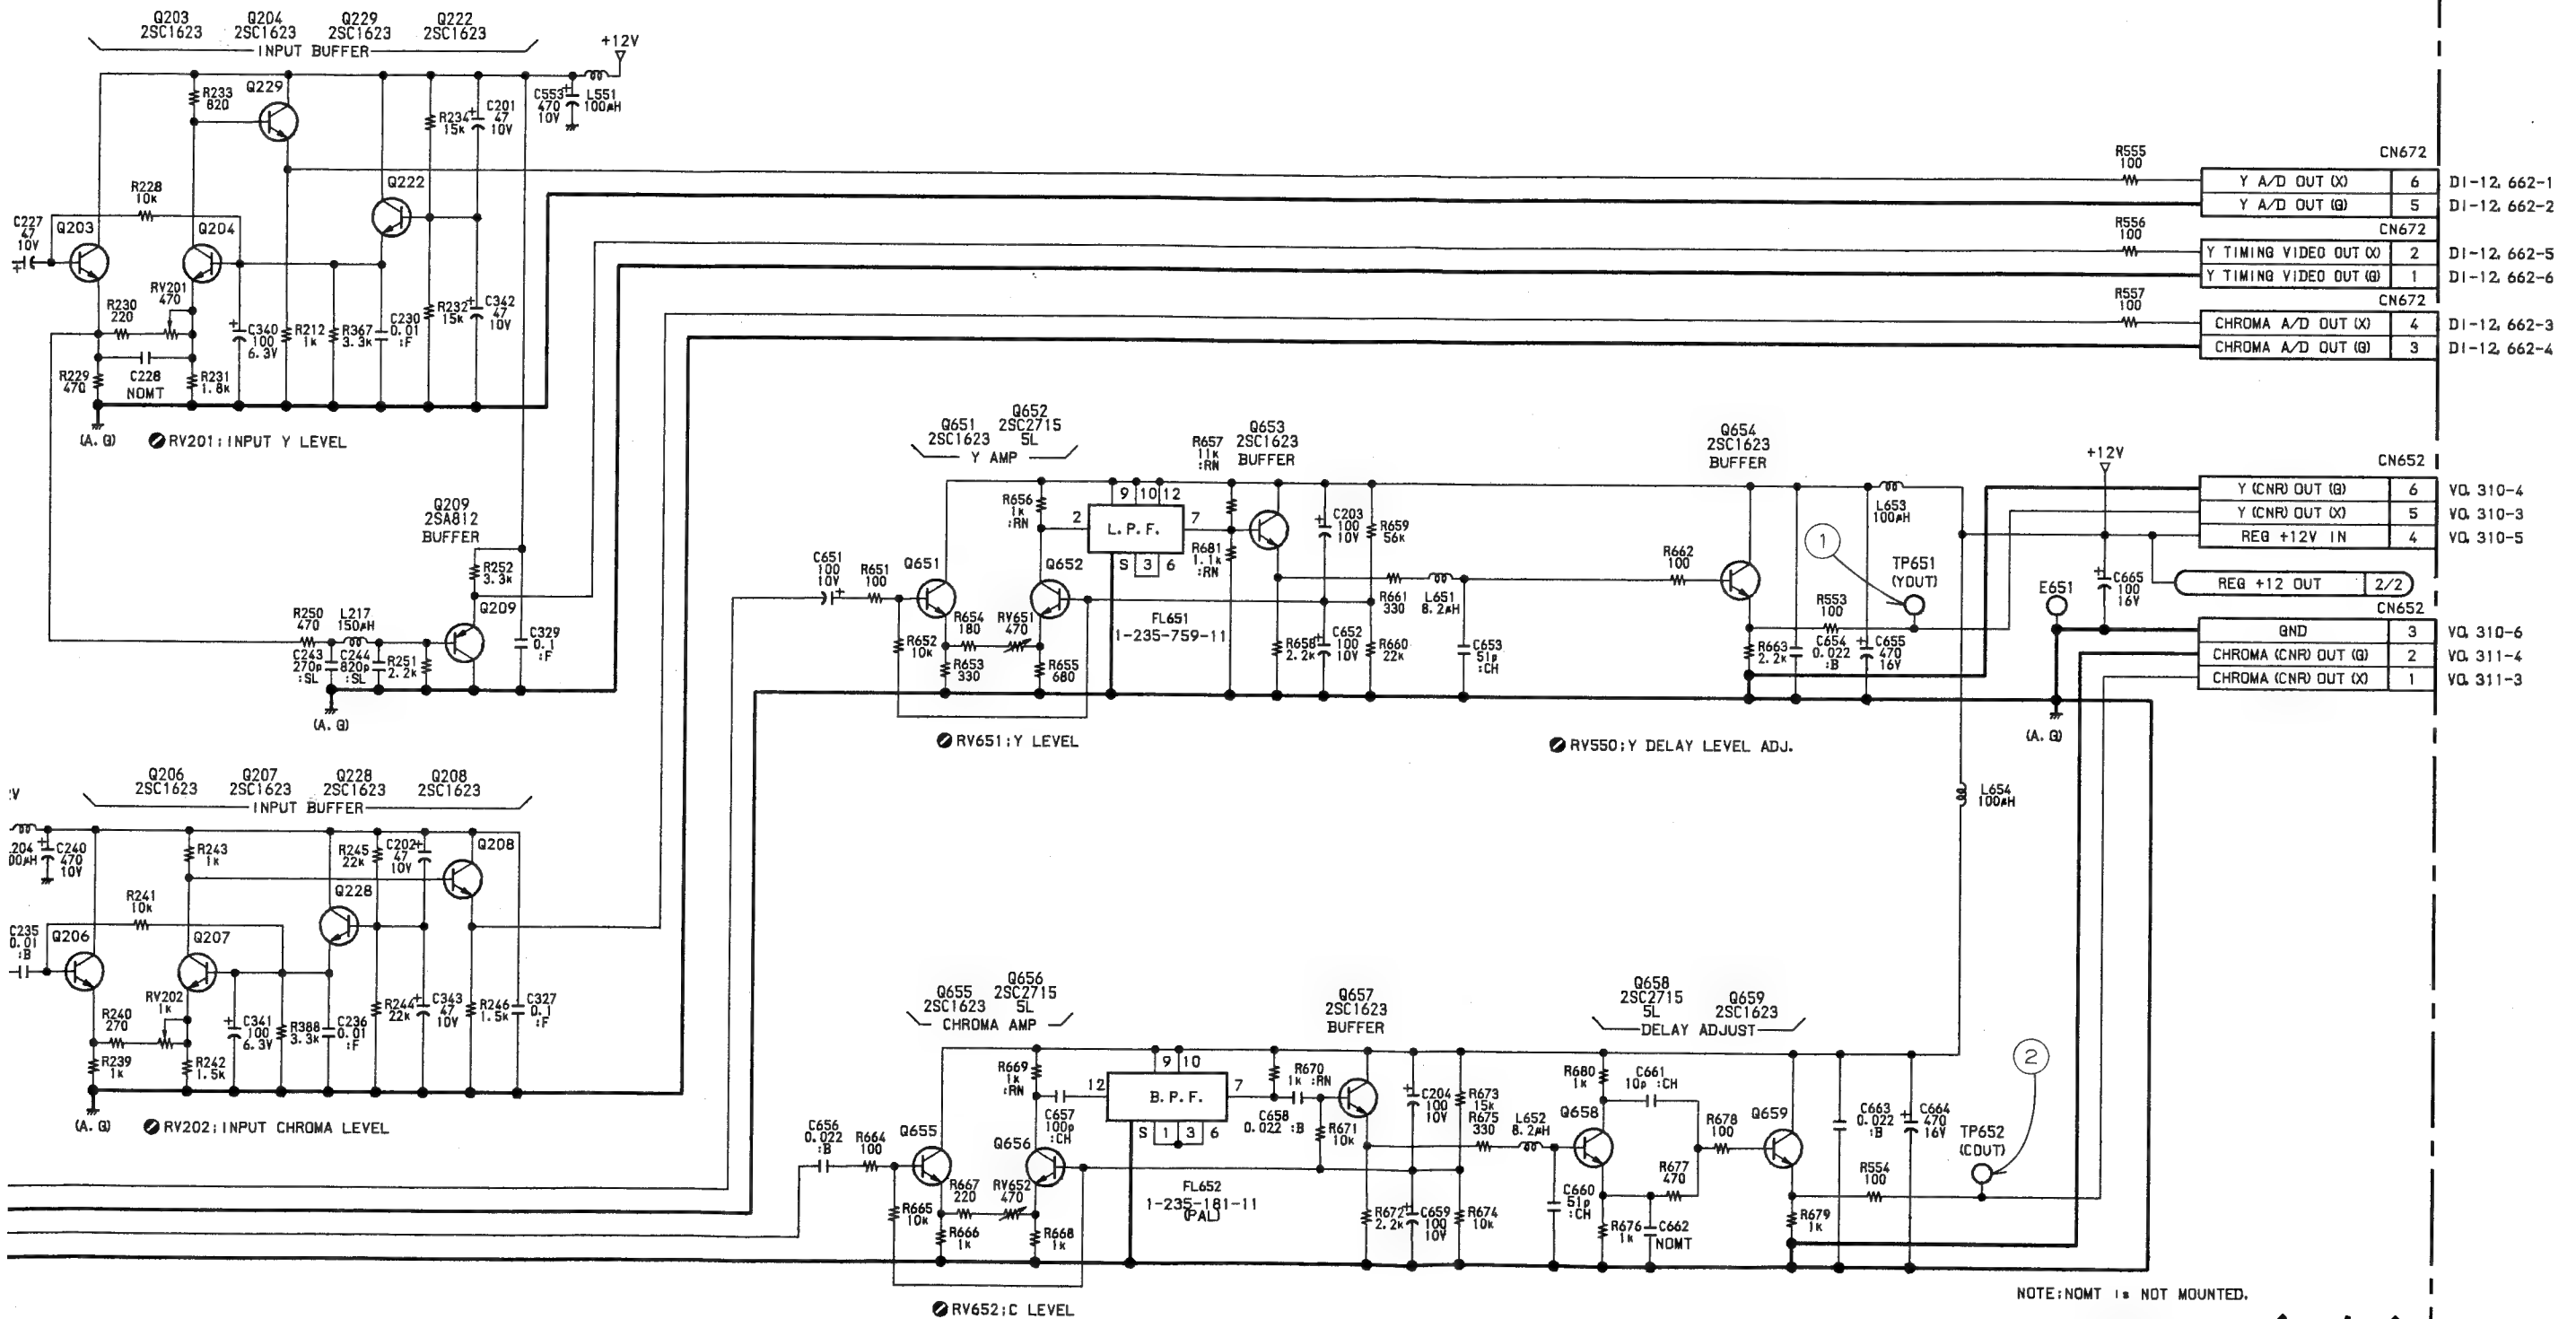 Q203 Q204 Q229 Q222
2SC1623 2SC1623 2SC1623 2SC1623
INPUT BUFFER
+12V
R233
820
Q229
C553
470
10V
L551
100µH
R234
15k
C201
47
10V
R228
10k
Q222
C227
47
10V
Q203
Q204
RV201
470
R230
220
C340
100
6.3V
R212
1k
R367
3.3k
C230
0.01
:F
R232
15k
C342
47
10V
R229
470
C228
NOMT
R231
1.8k
(A.G)
RV201;INPUT Y LEVEL
R555
100
CN672
Y A/D OUT (X) 6 DI-12, 662-1
Y A/D OUT (G) 5 DI-12, 662-2
R556
100
CN672
Y TIMING VIDEO OUT (X) 2 DI-12, 662-5
Y TIMING VIDEO OUT (G) 1 DI-12, 662-6
R557
100
CN672
CHROMA A/D OUT (X) 4 DI-12, 662-3
CHROMA A/D OUT (G) 3 DI-12, 662-4
Q209
2SA812
BUFFER
R252
3.3k
Q209
R250
470
L217
150µH
C243
270p
:SL
C244
820p
:SL
R251
2.2k
C329
0.1
:F
(A.G)
Q651 Q652
2SC1623 2SC2715
5L
Y AMP
R657
11k
:RN
Q653
2SC1623
BUFFER
Q654
2SC1623
BUFFER
R656
1k
:RN
9 10 12
2 L.P.F. 7
S 3 6
R681
1.1k
:RN
C203
100
10V
R659
56k
C651
100
10V
R651
100
Q651
Q652
R654
180
RV651
470
R652
10k
R653
330
R655
680
FL651
1-235-759-11
R658
2.2k
C652
100
10V
R660
22k
R661
330
L651
8.2µH
C653
51p
:CH
R662
100
1
TP651
(YOUT)
R553
100
R663
2.2k
C654
0.022
:B
C655
470
16V
L653
100µH
+12V
CN652
Y (CNR) OUT (G) 6 VO, 310-4
Y (CNR) OUT (X) 5 VO, 310-3
REG +12V IN 4 VO, 310-5
E651
C665
100
16V
REG +12 OUT 2/2
CN652
GND 3 VO, 310-6
CHROMA (CNR) OUT (G) 2 VO, 311-4
CHROMA (CNR) OUT (X) 1 VO, 311-3
(A.G)
RV651;Y LEVEL
RV550;Y DELAY LEVEL ADJ.
L654
100µH
Q206 Q207 Q228 Q208
2SC1623 2SC1623 2SC1623 2SC1623
INPUT BUFFER
C240
470
10V
R243
1k
R245
22k
C202
47
10V
Q208
R241
10k
Q228
C235
0.01
:B
Q206
Q207
RV202
1k
R240
270
C341
100
6.3V
R388
3.3k
C236
0.01
:F
R244
22k
C343
47
10V
R246
1.5k
C327
0.1
:F
R239
1k
R242
1.5k
(A.G)
RV202;INPUT CHROMA LEVEL
Q655 Q656
2SC1623 2SC2715
5L
CHROMA AMP
Q657
2SC1623
BUFFER
Q658
2SC2715
5L
Q659
2SC1623
DELAY ADJUST
R669
1k
:RN
9 10
12 B.P.F. 7
S 1 3 6
C657
100p
:CH
R670
1k :RN
C658
0.022 :B
R671
10k
C204
100
10V
R673
15k
R675
330
L652
8.2µH
R680
1k
C661
10p :CH
Q658
R678
100
Q659
C663
0.022
:B
C664
470
16V
2
TP652
(COUT)
C656
0.022
:B
R664
100
Q655
Q656
R667
220
RV652
470
R665
10k
R666
1k
R668
1k
FL652
1-235-181-11
(PAL)
R672
2.2k
C659
100
10V
R674
10k
C660
51p
:CH
R677
470
R676
1k
C662
NOMT
R554
100
R679
1k
RV652;C LEVEL
NOTE;NOMT is NOT MOUNTED.